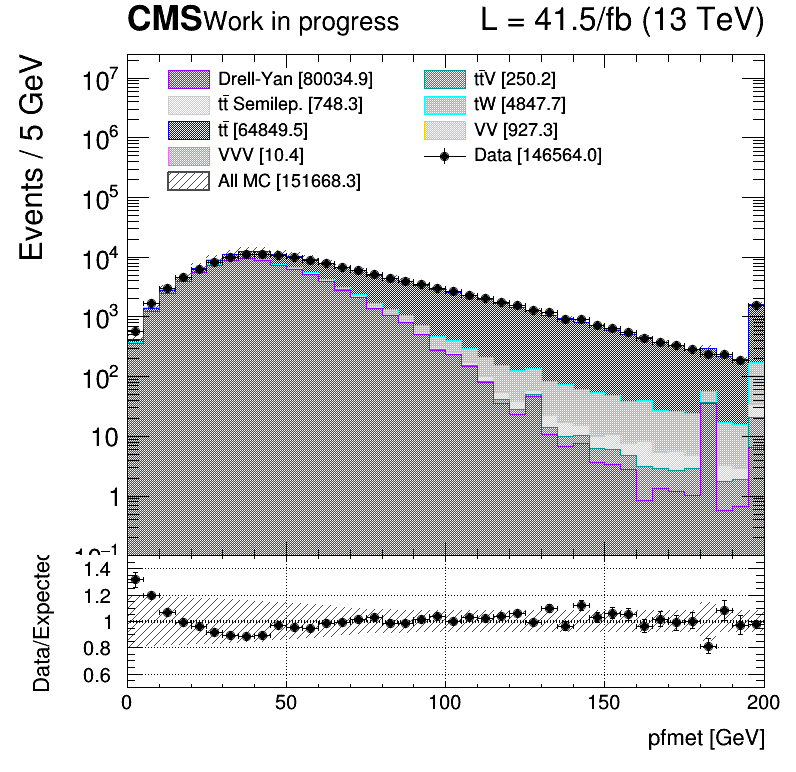 CMS Work in progress L = 41.5/fb (13 TeV)
Events / 5 GeV
10⁷
10⁶
10⁵
10⁴
10³
10²
10
1
10⁻¹
Drell-Yan [80034.9]
tt̄ Semilep. [748.3]
tt̄ [64849.5]
VVV [10.4]
All MC [151668.3]
tt̄V [250.2]
tW [4847.7]
VV [927.3]
Data [146564.0]
Data/Expected
1.4
1.2
1
0.8
0.6
0 50 100 150 200
pfmet [GeV]